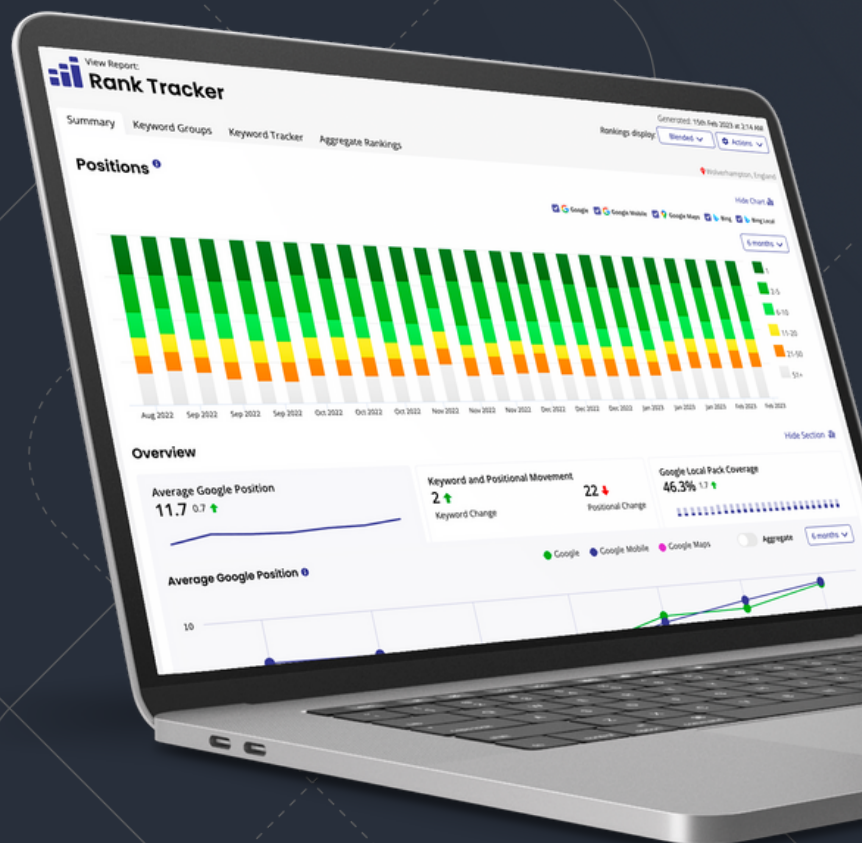 View Report:
Rank Tracker
Generated: 15th Feb 2023 at 2:14 AM
Summary Keyword Groups Keyword Tracker Aggregate Rankings
Rankings display: Blended Actions
Wolverhampton, England
Positions
Hide Chart
Google Google Mobile Google Maps Bing Bing Local
6 months
1
2-5
6-10
11-20
21-50
51+
Aug 2022 Sep 2022 Sep 2022 Sep 2022 Oct 2022 Oct 2022 Oct 2022 Nov 2022 Nov 2022 Nov 2022 Dec 2022 Dec 2022 Dec 2022 Jan 2023 Jan 2023 Jan 2023 Feb 2023 Feb 2023
Overview
Hide Section
Average Google Position
11.7 0.7
Keyword and Positional Movement
2 22
Keyword Change Positional Change
Google Local Pack Coverage
46.3% 1.7
Google Google Mobile Google Maps Aggregate 6 months
Average Google Position
10